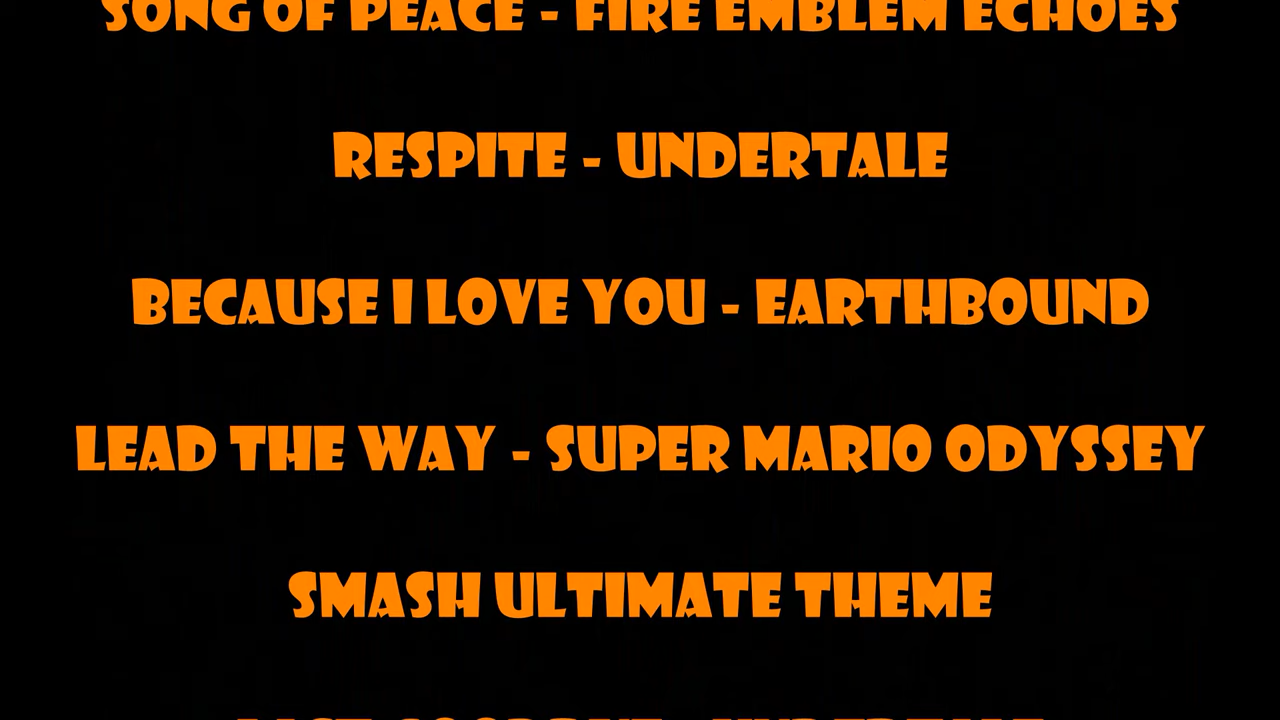 SONG OF PEACE - FIRE EMBLEM ECHOES
RESPITE - UNDERTALE
BECAUSE I LOVE YOU - EARTHBOUND
LEAD THE WAY - SUPER MARIO ODYSSEY
SMASH ULTIMATE THEME